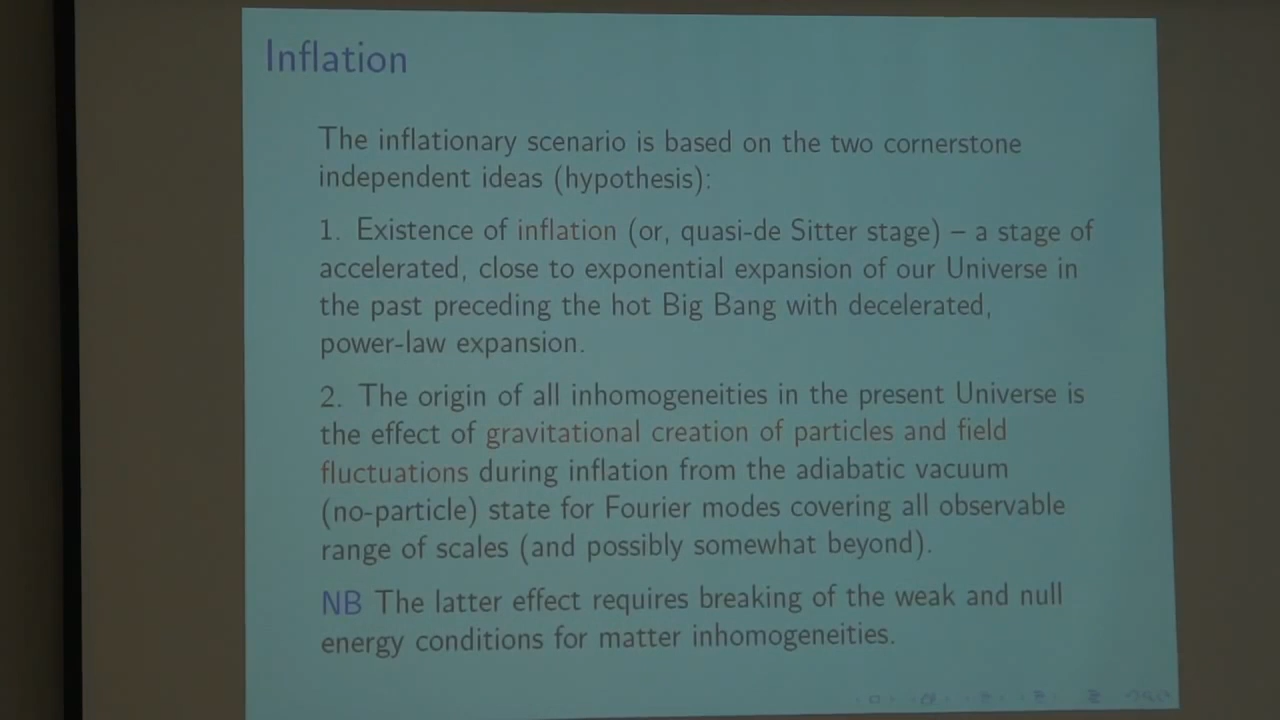 Inflation
The inflationary scenario is based on the two cornerstone
independent ideas (hypothesis):
1. Existence of inflation (or, quasi-de Sitter stage) – a stage of
accelerated, close to exponential expansion of our Universe in
the past preceding the hot Big Bang with decelerated,
power-law expansion.
2. The origin of all inhomogeneities in the present Universe is
the effect of gravitational creation of particles and field
fluctuations during inflation from the adiabatic vacuum
(no-particle) state for Fourier modes covering all observable
range of scales (and possibly somewhat beyond).
NB The latter effect requires breaking of the weak and null
energy conditions for matter inhomogeneities.